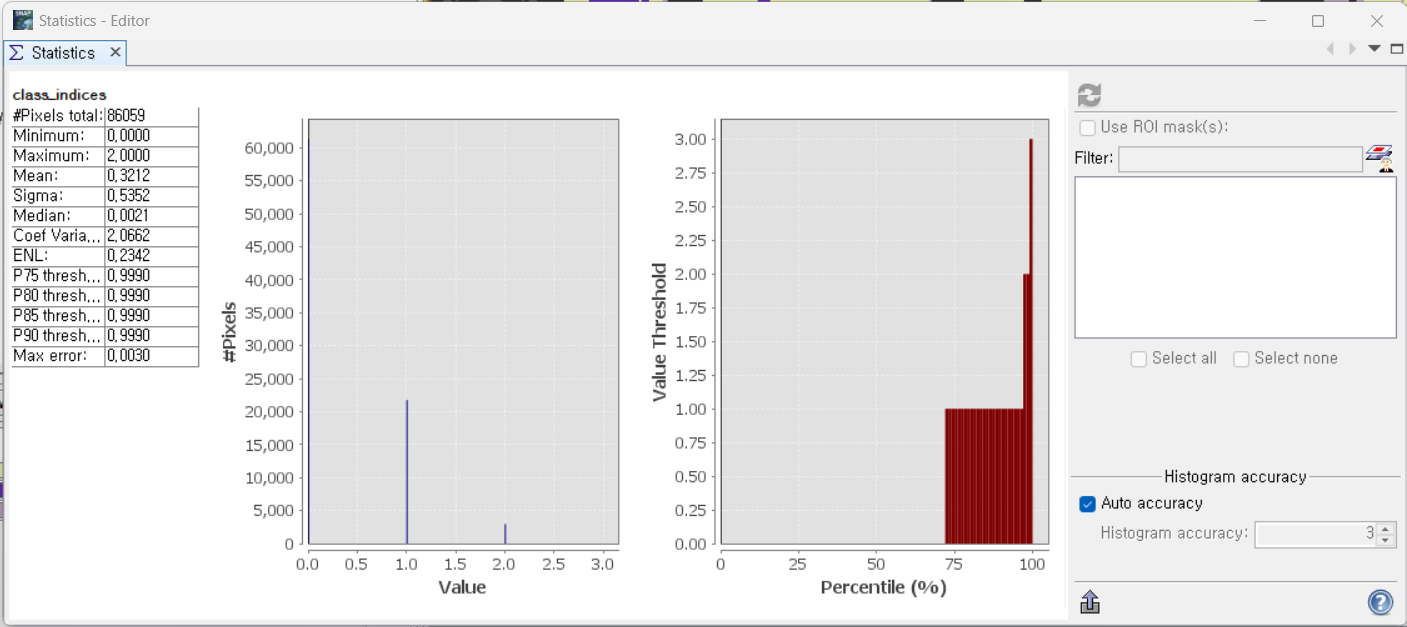 SNAP
Statistics - Editor
Σ Statistics
class_indices
#Pixels total: 86059
Minimum: 0,0000
Maximum: 2,0000
Mean: 0,3212
Sigma: 0,5352
Median: 0,0021
Coef Varia,,, 2,0662
ENL: 0,2342
P75 thresh,,, 0,9990
P80 thresh,,, 0,9990
P85 thresh,,, 0,9990
P90 thresh,,, 0,9990
Max error: 0,0030
#Pixels
60,000
55,000
50,000
45,000
40,000
35,000
30,000
25,000
20,000
15,000
10,000
5,000
0
0.0 0.5 1.0 1.5 2.0 2.5 3.0
Value
Value Threshold
3.00
2.75
2.50
2.25
2.00
1.75
1.50
1.25
1.00
0.75
0.50
0.25
0.00
0 25 50 75 100
Percentile (%)
Use ROI mask(s):
Filter:
Select all Select none
Histogram accuracy
Auto accuracy
Histogram accuracy: 3
?